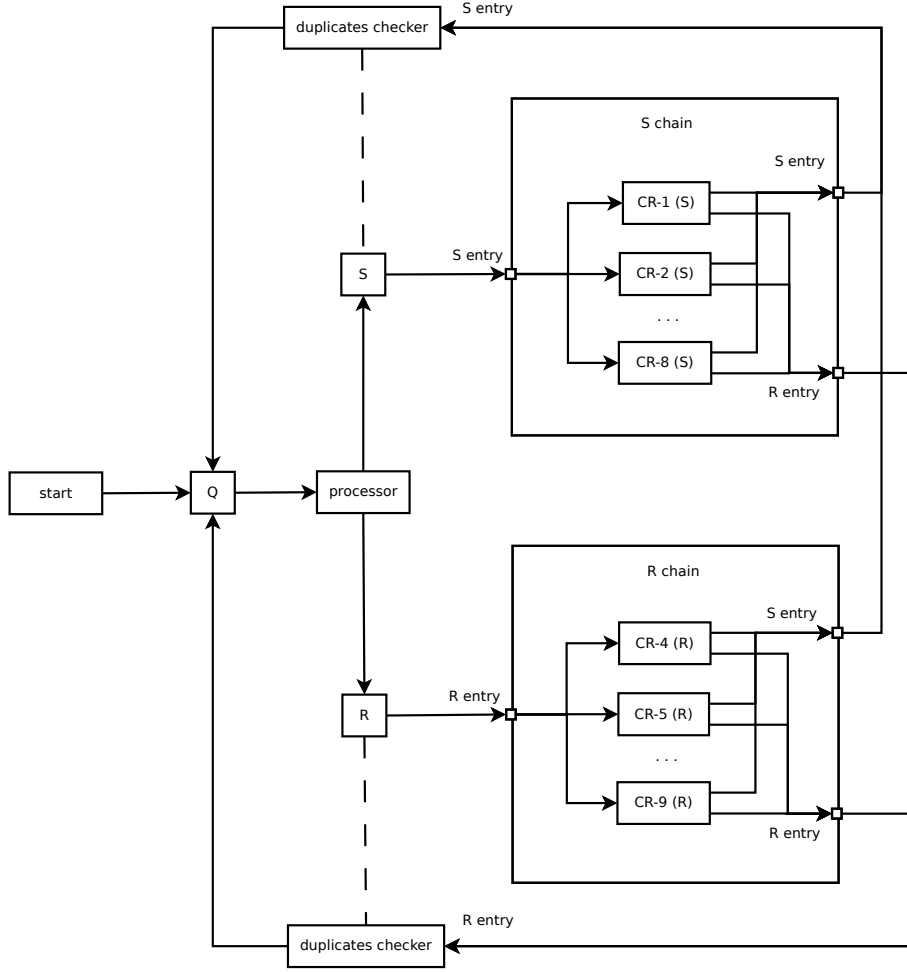 S entry
duplicates checker
S chain
S entry
CR-1 (S)
S entry
S
CR-2 (S)
. . .
CR-8 (S)
R entry
start
Q
processor
R chain
S entry
CR-4 (R)
R entry
R
CR-5 (R)
. . .
CR-9 (R)
R entry
R entry
duplicates checker